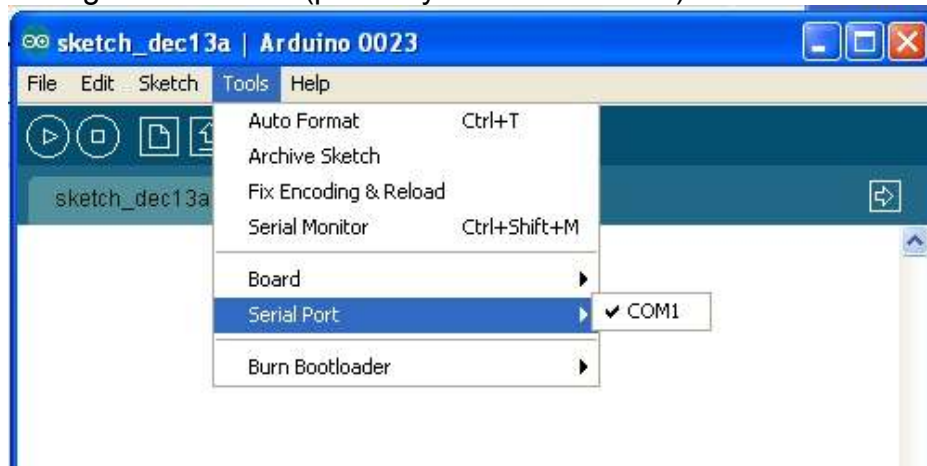 sketch_dec13a | Arduino 0023
File Edit Sketch Tools Help
Auto Format Ctrl+T
Archive Sketch
sketch_dec13a
Fix Encoding & Reload
Serial Monitor Ctrl+Shift+M
Board
Serial Port
✔ COM1
Burn Bootloader